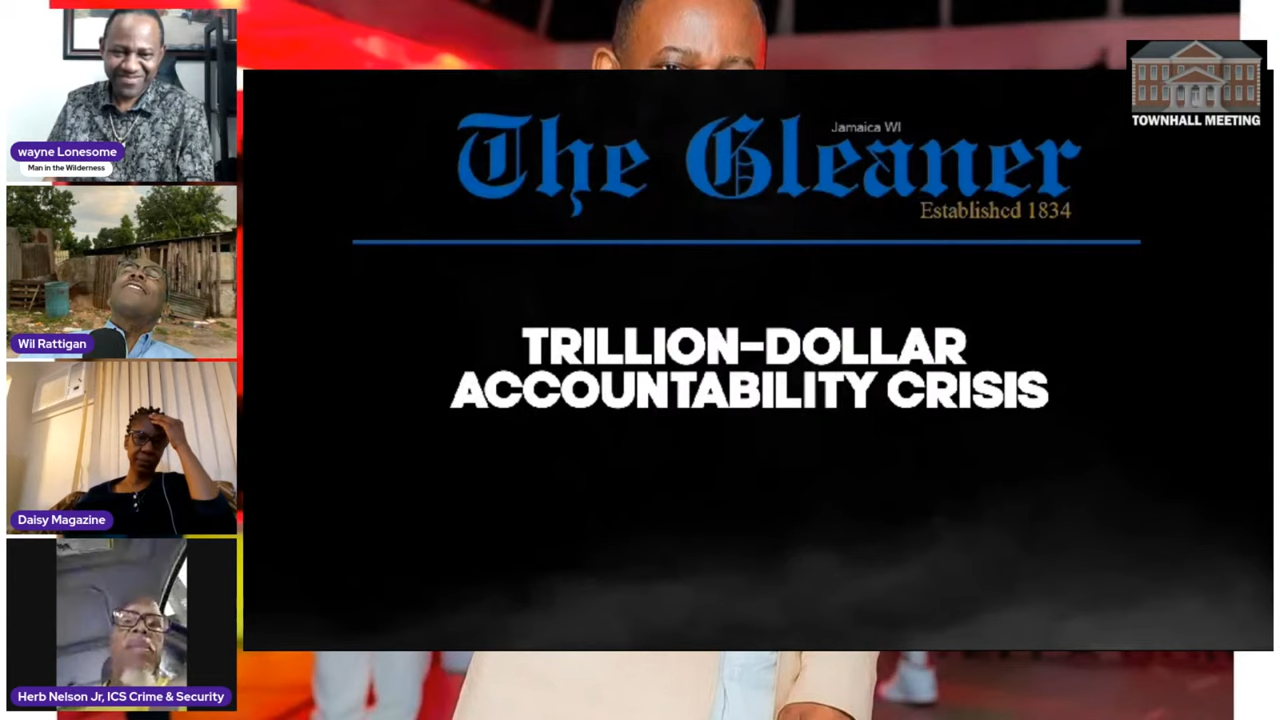 wayne Lonesome
Man in the Wilderness
Wil Rattigan
Daisy Magazine
Herb Nelson Jr, ICS Crime & Security
Jamaica WI
The Gleaner
Established 1834
TRILLION-DOLLAR
ACCOUNTABILITY CRISIS
TOWNHALL MEETING